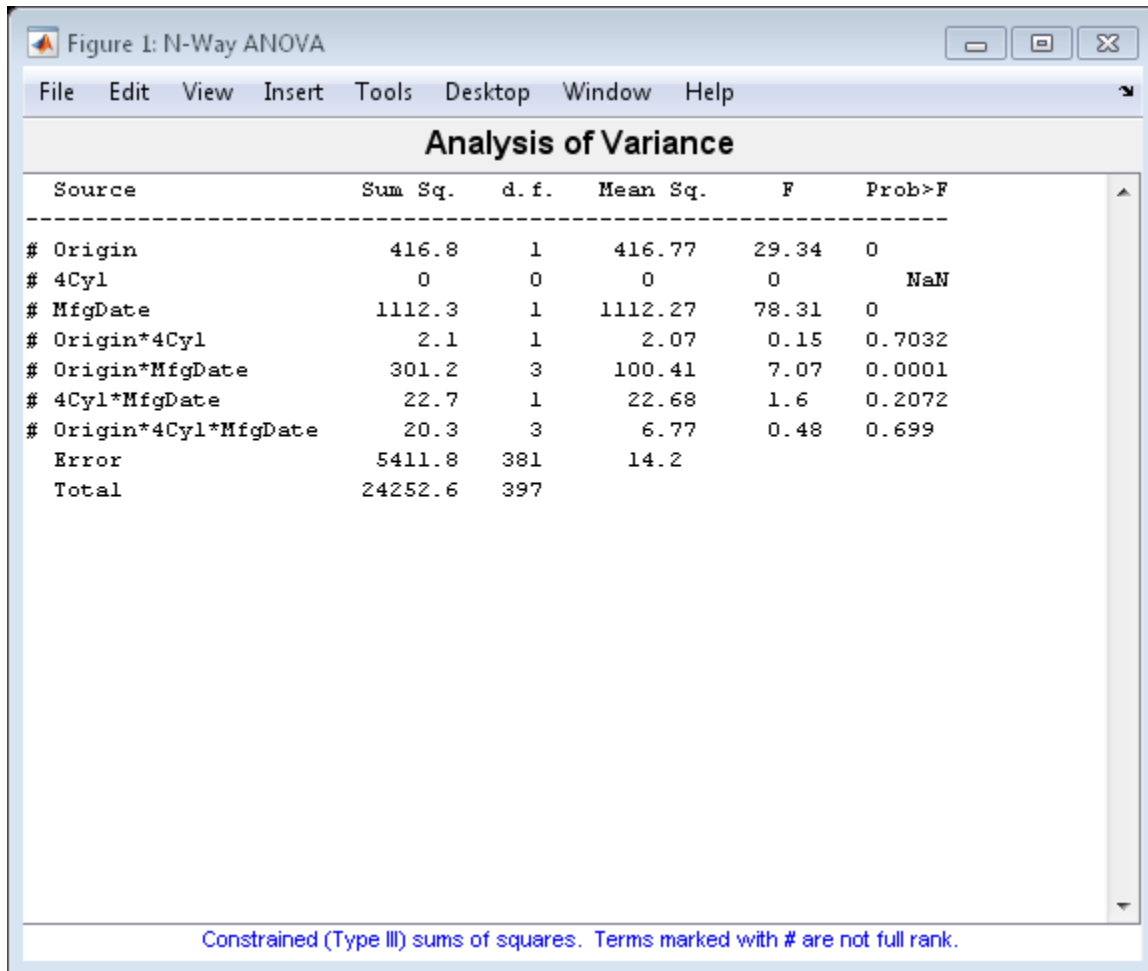 Figure 1: N-Way ANOVA
File Edit View Insert Tools Desktop Window Help
Analysis of Variance
Source Sum Sq. d.f. Mean Sq. F Prob>F
--------------------------------------------------------------------
# Origin 416.8 1 416.77 29.34 0
# 4Cyl 0 0 0 0 NaN
# MfgDate 1112.3 1 1112.27 78.31 0
# Origin*4Cyl 2.1 1 2.07 0.15 0.7032
# Origin*MfgDate 301.2 3 100.41 7.07 0.0001
# 4Cyl*MfgDate 22.7 1 22.68 1.6 0.2072
# Origin*4Cyl*MfgDate 20.3 3 6.77 0.48 0.699
Error 5411.8 381 14.2
Total 24252.6 397
Constrained (Type III) sums of squares. Terms marked with # are not full rank.